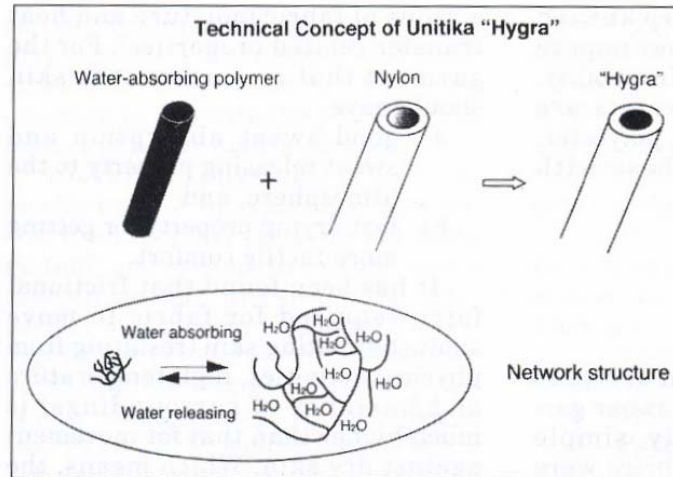 Technical Concept of Unitika "Hygra"
Water-absorbing polymer
Nylon
"Hygra"
+
Water absorbing
Water releasing
H₂O
H₂O
H₂O
H₂O
H₂O
H₂O
H₂O
H₂O
H₂O
H₂O
Network structure